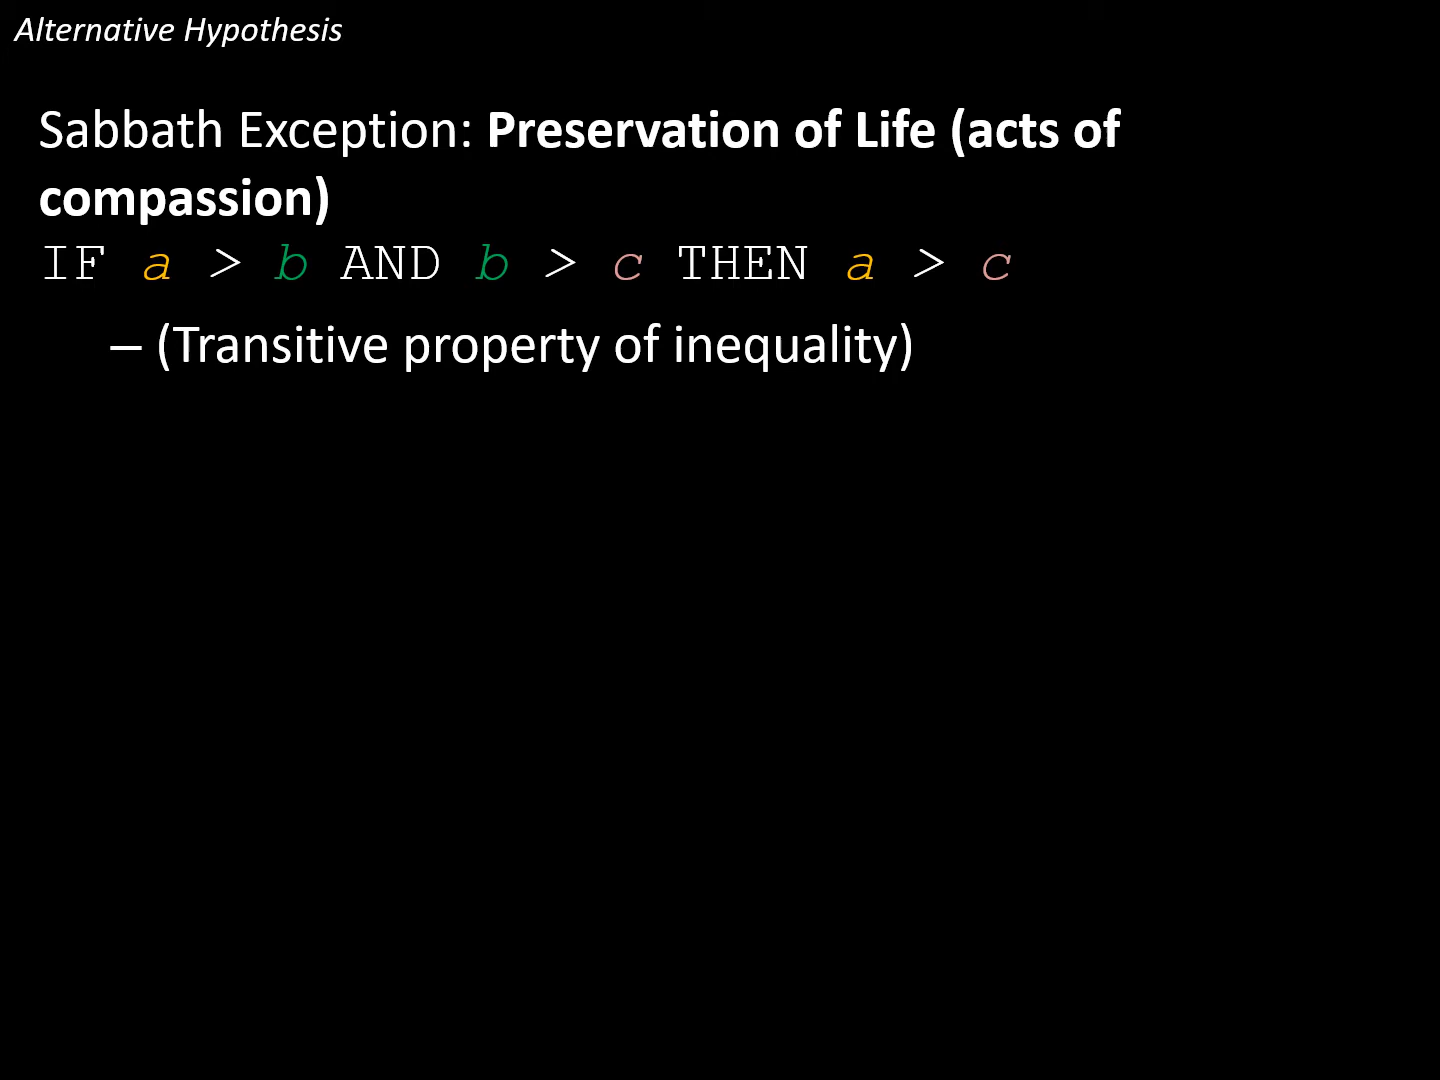 Alternative Hypothesis
Sabbath Exception: Preservation of Life (acts of
compassion)
IF a > b AND b > c THEN a > c
– (Transitive property of inequality)